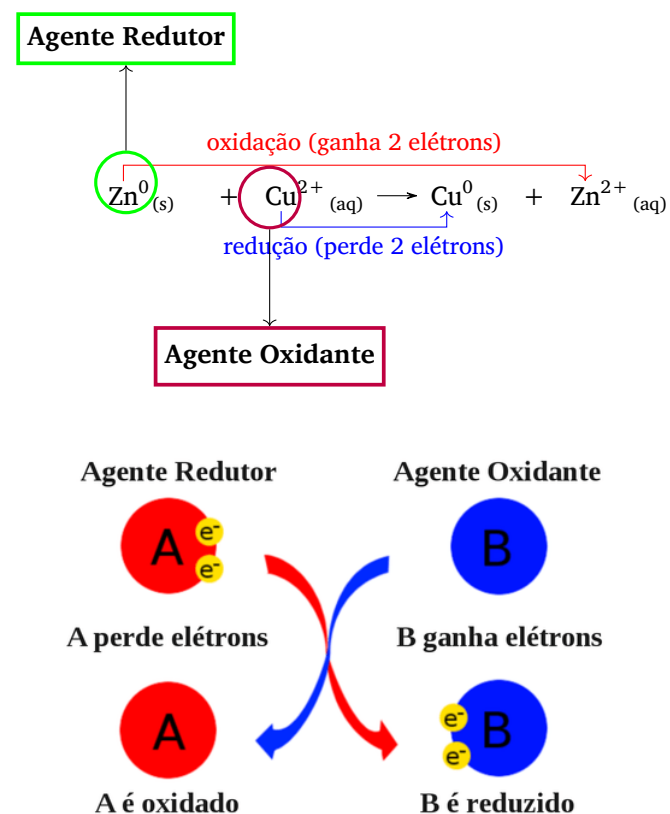 Agente Redutor
oxidação (ganha 2 elétrons)
Zn⁰ (s) + Cu²⁺ (aq) ⟶ Cu⁰ (s) + Zn²⁺ (aq)
redução (perde 2 elétrons)
Agente Oxidante
Agente Redutor Agente Oxidante
A e⁻ e⁻ B
A perde elétrons B ganha elétrons
A e⁻ e⁻ B
A é oxidado B é reduzido